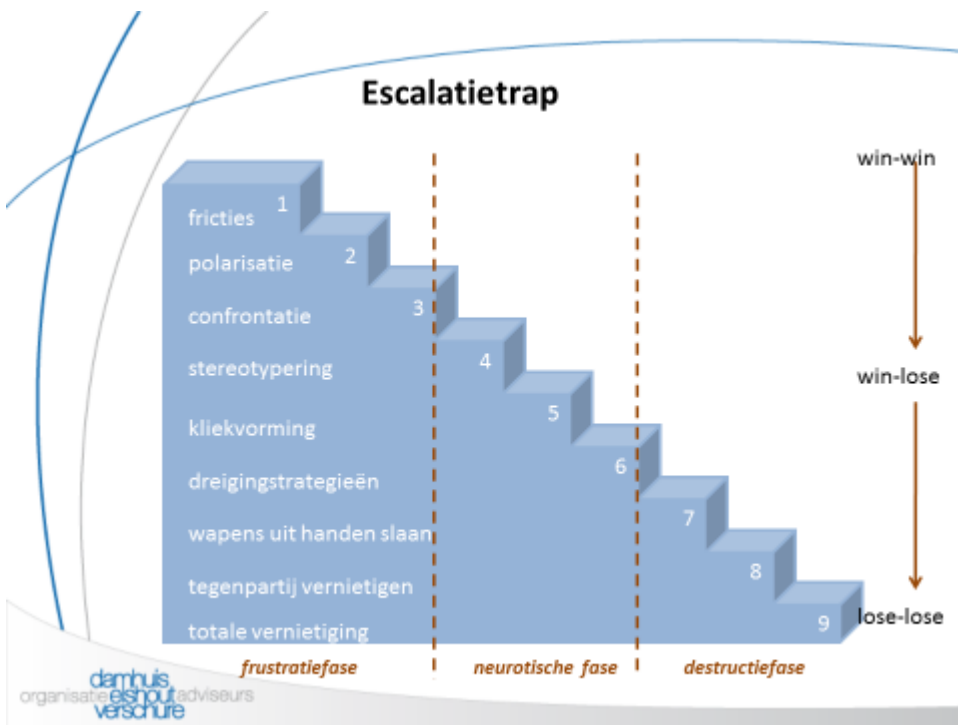 Escalatietrap
win-win
1
fricties
2
polarisatie
3
confrontatie
4
stereotypering
win-lose
5
kliekvorming
6
dreigingstrategieën
7
wapens uit handen slaan
8
tegenpartij vernietigen
9
totale vernietiging
lose-lose
frustratiefase neurotische fase destructiefase
damhuis
organisatie elshout adviseurs
verschure